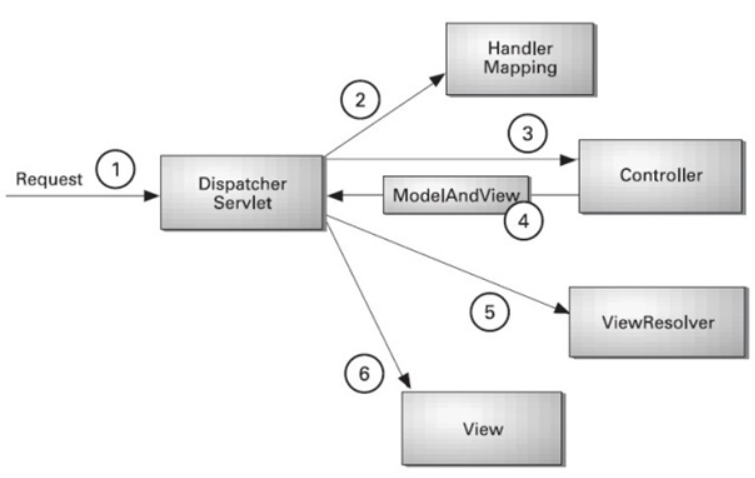 Handler
Mapping
2
3
1
Request
Dispatcher
Servlet
Controller
ModelAndView
4
5
ViewResolver
6
View